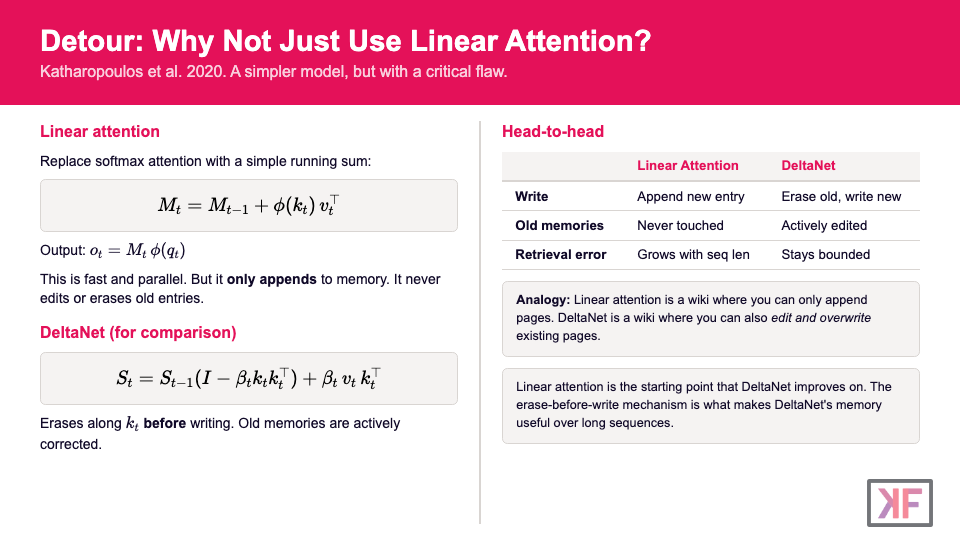 Detour: Why Not Just Use Linear Attention?
Katharopoulos et al. 2020. A simpler model, but with a critical flaw.
Linear attention
Replace softmax attention with a simple running sum:
$M_t = M_{t-1} + \phi(k_t) \, v_t^\top$
Output: $o_t = M_t \, \phi(q_t)$
This is fast and parallel. But it only appends to memory. It never
edits or erases old entries.
DeltaNet (for comparison)
$S_t = S_{t-1}(I - \beta_t k_t k_t^\top) + \beta_t \, v_t \, k_t^\top$
Erases along $k_t$ before writing. Old memories are actively
corrected.
Head-to-head
Linear Attention DeltaNet
Write Append new entry Erase old, write new
Old memories Never touched Actively edited
Retrieval error Grows with seq len Stays bounded
Analogy: Linear attention is a wiki where you can only append
pages. DeltaNet is a wiki where you can also edit and overwrite
existing pages.
Linear attention is the starting point that DeltaNet improves on. The
erase-before-write mechanism is what makes DeltaNet's memory
useful over long sequences.
KF